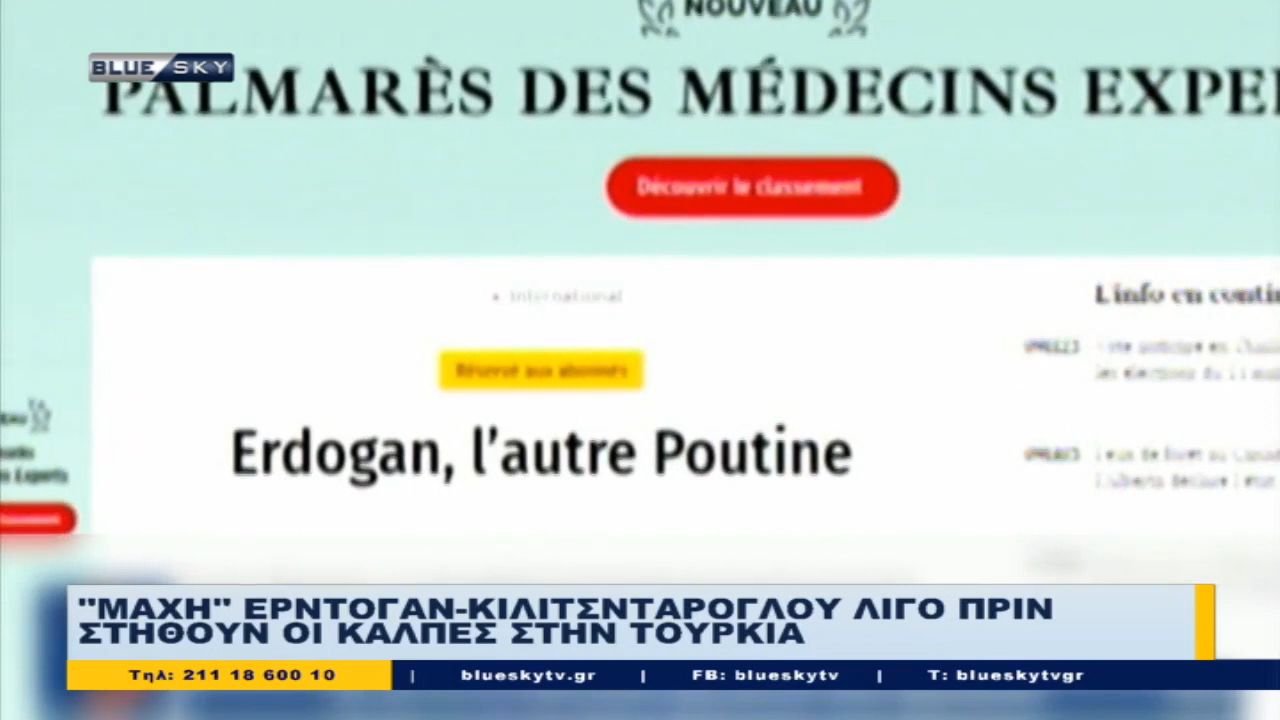 NOUVEAU
BLUE SKY
PALMARÈS DES MÉDECINS EXPE
Découvrir le classement
International
L'info en conti
Réservé aux abonnés
Erdogan, l'autre Poutine
Experts
"ΜΑΧΗ" ΕΡΝΤΟΓΑΝ-ΚΙΛΙΤΣΝΤΑΡΟΓΛΟΥ ΛΙΓΟ ΠΡΙΝ
ΣΤΗΘΟΥΝ ΟΙ ΚΑΛΠΕΣ ΣΤΗΝ ΤΟΥΡΚΙΑ
Τηλ: 211 18 600 10 | blueskytv.gr | FB: blueskytv | T: blueskytvgr